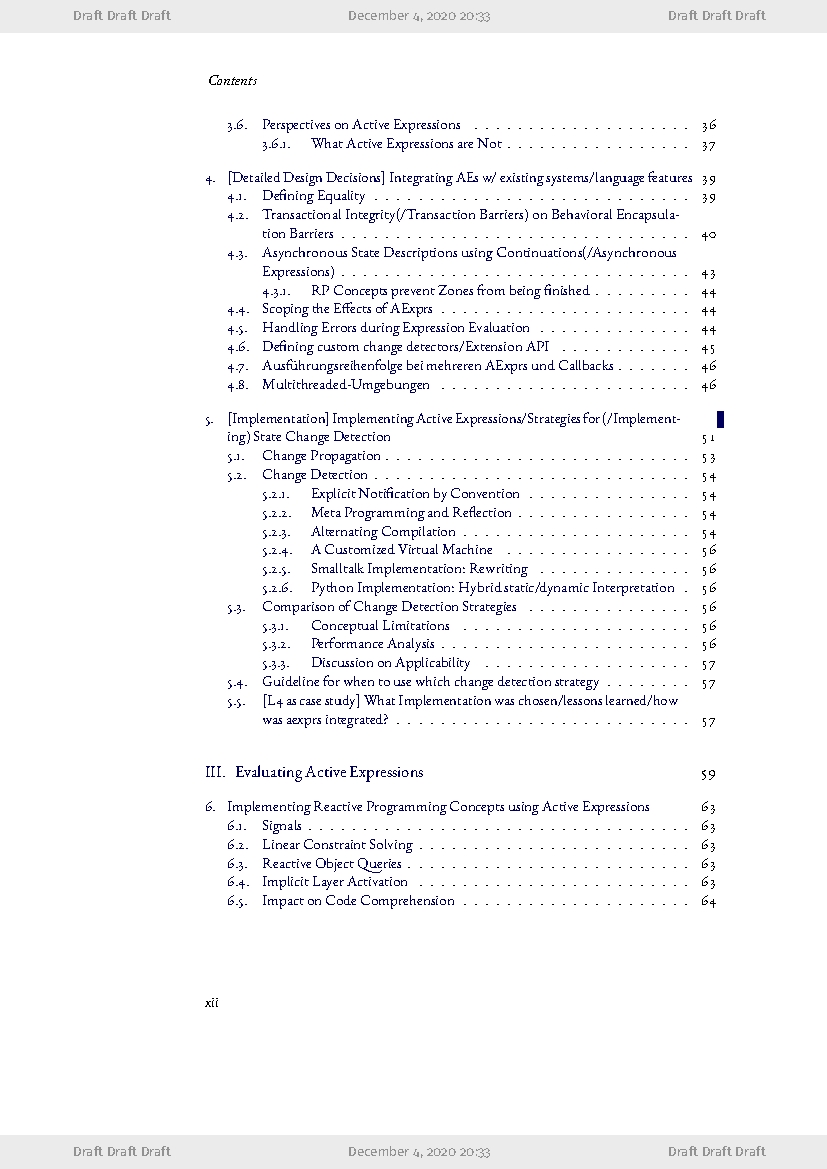 Draft Draft Draft December 4, 2020 20:33 Draft Draft Draft
Contents
3.6. Perspectives on Active Expressions . . . . . . . . . . . . . . . . . . . . 36
3.6.1. What Active Expressions are Not . . . . . . . . . . . . . . . . . 37
4. [Detailed Design Decisions] Integrating AEs w/ existing systems/language features 39
4.1. Defining Equality . . . . . . . . . . . . . . . . . . . . . . . . . . . . . 39
4.2. Transactional Integrity(/Transaction Barriers) on Behavioral Encapsula-
tion Barriers . . . . . . . . . . . . . . . . . . . . . . . . . . . . . . . . 40
4.3. Asynchronous State Descriptions using Continuations(/Asynchronous
Expressions) . . . . . . . . . . . . . . . . . . . . . . . . . . . . . . . . 43
4.3.1. RP Concepts prevent Zones from being finished . . . . . . . . . 44
4.4. Scoping the Effects of AExprs . . . . . . . . . . . . . . . . . . . . . . . 44
4.5. Handling Errors during Expression Evaluation . . . . . . . . . . . . . . 44
4.6. Defining custom change detectors/Extension API . . . . . . . . . . . . 45
4.7. Ausführungsreihenfolge bei mehreren AExprs und Callbacks . . . . . . . 46
4.8. Multithreaded-Umgebungen . . . . . . . . . . . . . . . . . . . . . . . 46
5. [Implementation] Implementing Active Expressions/Strategies for (/Implement-
ing) State Change Detection 51
5.1. Change Propagation . . . . . . . . . . . . . . . . . . . . . . . . . . . . 53
5.2. Change Detection . . . . . . . . . . . . . . . . . . . . . . . . . . . . . 54
5.2.1. Explicit Notification by Convention . . . . . . . . . . . . . . . 54
5.2.2. Meta Programming and Reflection . . . . . . . . . . . . . . . . 54
5.2.3. Alternating Compilation . . . . . . . . . . . . . . . . . . . . . 54
5.2.4. A Customized Virtual Machine . . . . . . . . . . . . . . . . . 56
5.2.5. Smalltalk Implementation: Rewriting . . . . . . . . . . . . . . 56
5.2.6. Python Implementation: Hybrid static/dynamic Interpretation . 56
5.3. Comparison of Change Detection Strategies . . . . . . . . . . . . . . . 56
5.3.1. Conceptual Limitations . . . . . . . . . . . . . . . . . . . . . 56
5.3.2. Performance Analysis . . . . . . . . . . . . . . . . . . . . . . . 56
5.3.3. Discussion on Applicability . . . . . . . . . . . . . . . . . . . 57
5.4. Guideline for when to use which change detection strategy . . . . . . . . 57
5.5. [L4 as case study] What Implementation was chosen/lessons learned/how
was aexprs integrated? . . . . . . . . . . . . . . . . . . . . . . . . . . . 57
III. Evaluating Active Expressions 59
6. Implementing Reactive Programming Concepts using Active Expressions 63
6.1. Signals . . . . . . . . . . . . . . . . . . . . . . . . . . . . . . . . . . . 63
6.2. Linear Constraint Solving . . . . . . . . . . . . . . . . . . . . . . . . . 63
6.3. Reactive Object Queries . . . . . . . . . . . . . . . . . . . . . . . . . . 63
6.4. Implicit Layer Activation . . . . . . . . . . . . . . . . . . . . . . . . . 63
6.5. Impact on Code Comprehension . . . . . . . . . . . . . . . . . . . . . 64
xii
Draft Draft Draft December 4, 2020 20:33 Draft Draft Draft